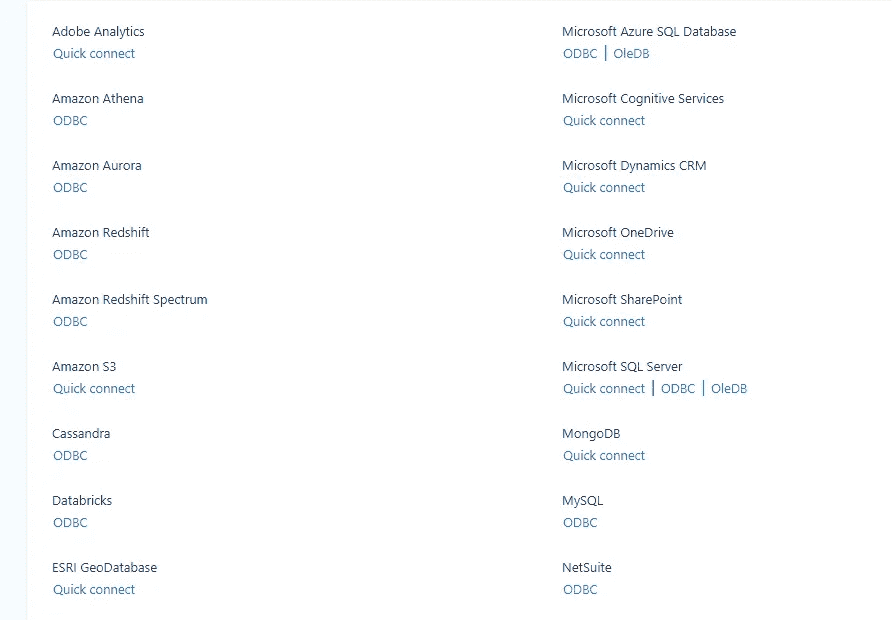 Adobe Analytics
Quick connect
Amazon Athena
ODBC
Amazon Aurora
ODBC
Amazon Redshift
ODBC
Amazon Redshift Spectrum
ODBC
Amazon S3
Quick connect
Cassandra
ODBC
Databricks
ODBC
ESRI GeoDatabase
Quick connect
Microsoft Azure SQL Database
ODBC | OleDB
Microsoft Cognitive Services
Quick connect
Microsoft Dynamics CRM
Quick connect
Microsoft OneDrive
Quick connect
Microsoft SharePoint
Quick connect
Microsoft SQL Server
Quick connect | ODBC | OleDB
MongoDB
Quick connect
MySQL
ODBC
NetSuite
ODBC